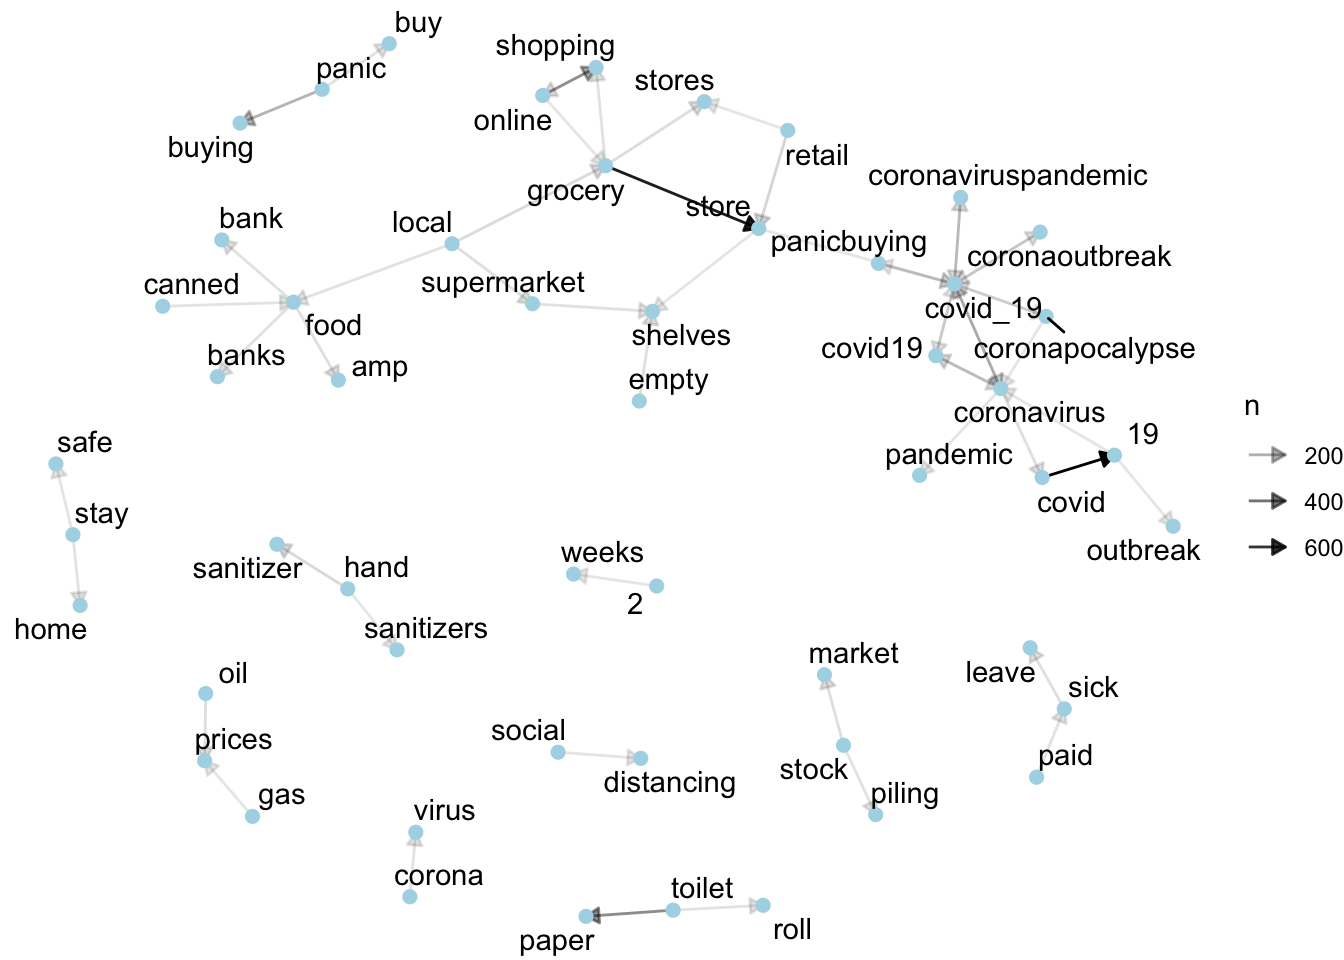 buy
panic
buying
shopping
stores
online
retail
grocery
store
coronaviruspandemic
bank
local
panicbuying
coronaoutbreak
canned
supermarket
food
covid_19
shelves
banks
amp
covid19
coronapocalypse
empty
coronavirus
19
pandemic
covid
outbreak
n
200
400
600
safe
stay
home
sanitizer
hand
sanitizers
weeks
2
oil
prices
gas
social
distancing
market
stock
piling
leave
sick
paid
virus
corona
toilet
paper
roll